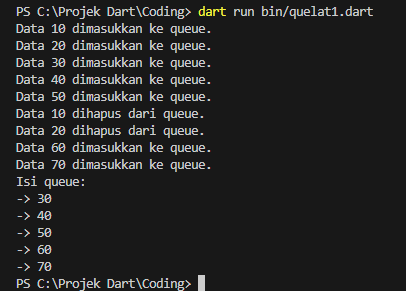 PS C:\Projek Dart\Coding> dart run bin/quelat1.dart
Data 10 dimasukkan ke queue.
Data 20 dimasukkan ke queue.
Data 30 dimasukkan ke queue.
Data 40 dimasukkan ke queue.
Data 50 dimasukkan ke queue.
Data 10 dihapus dari queue.
Data 20 dihapus dari queue.
Data 60 dimasukkan ke queue.
Data 70 dimasukkan ke queue.
Isi queue:
-> 30
-> 40
-> 50
-> 60
-> 70
PS C:\Projek Dart\Coding>